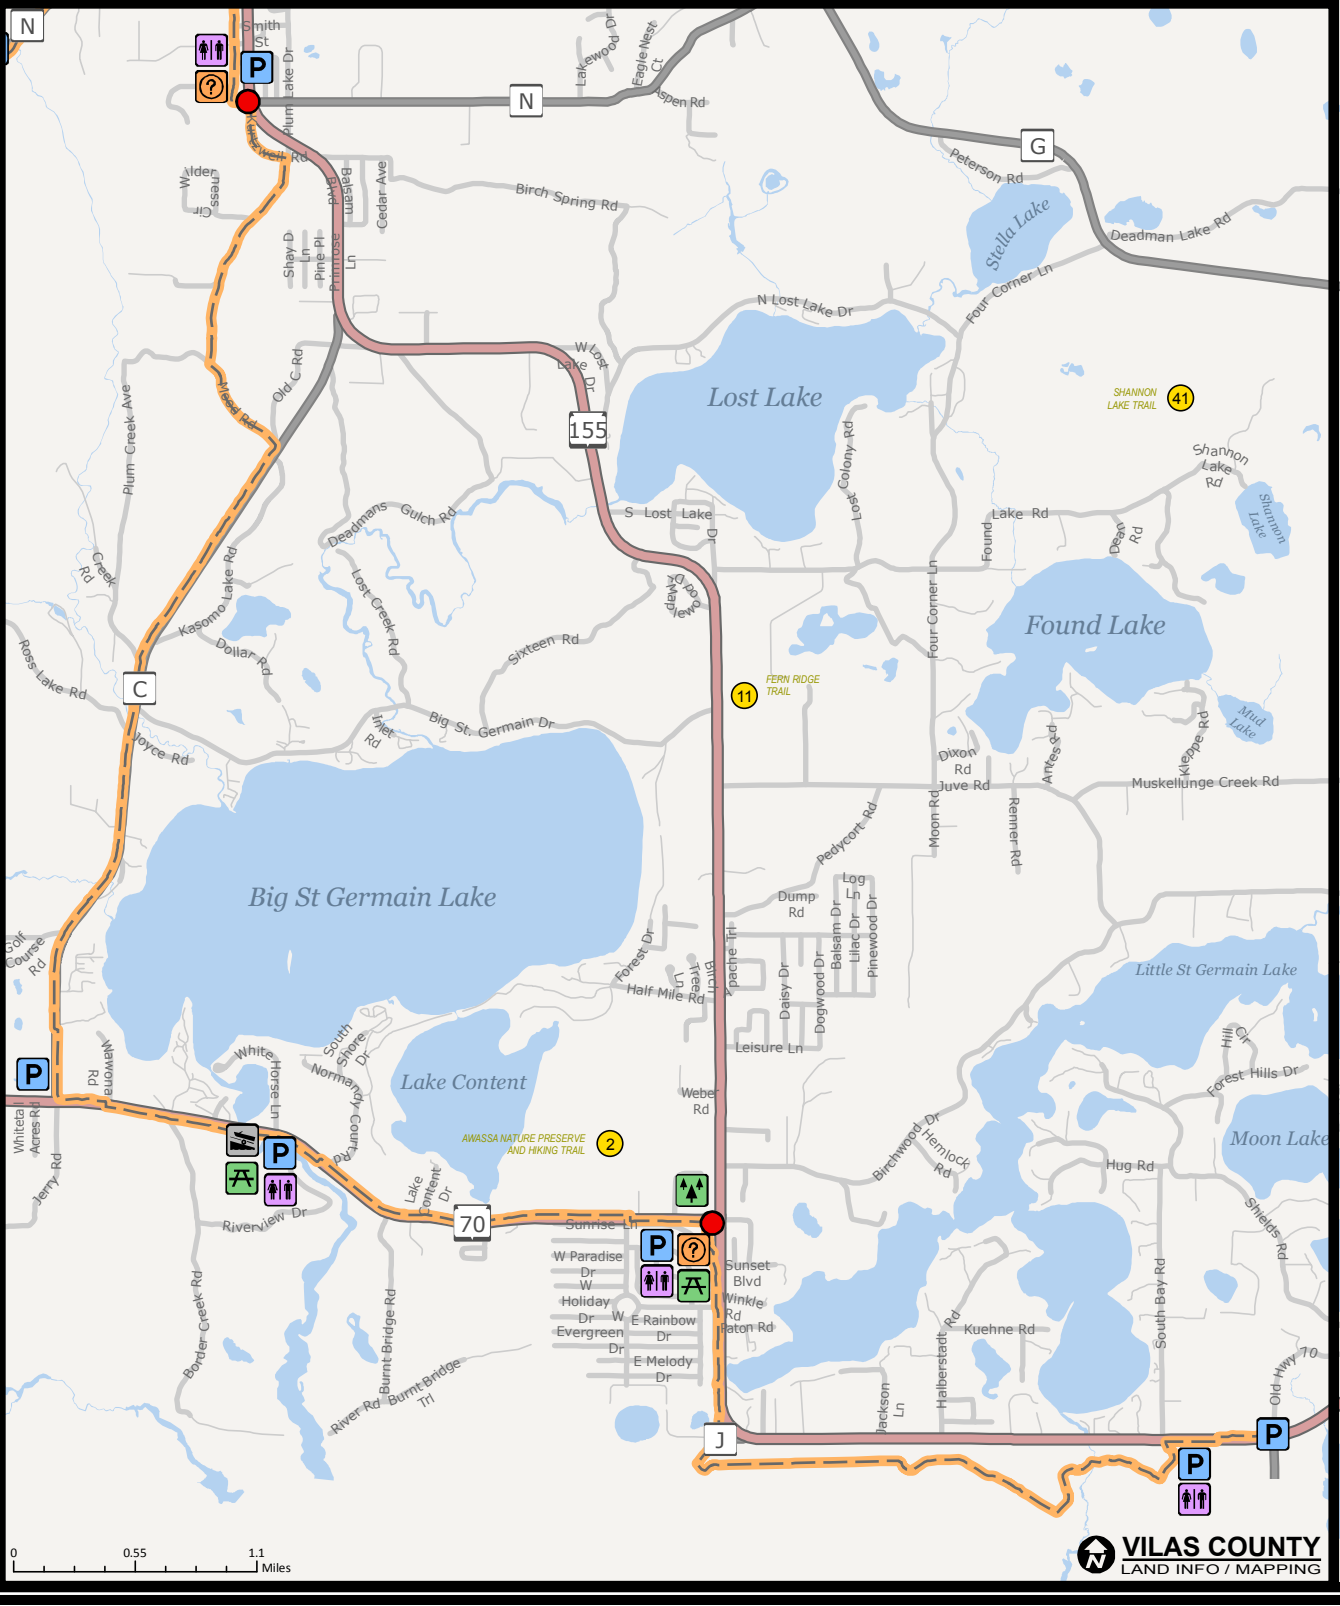 N
Smith
St
P
?
Plum Lake Dr
Kurtzweil Rd
N
Lakewood Dr
Eagle Nest
Ct
Aspen Rd
G
Peterson Rd
Stella Lake
Deadman Lake Rd
Four Corner Ln
Wilderness
Cir
Balsam
Blvd
Cedar Ave
Birch Spring Rd
Shay D
Ln
Pine Pl
Primrose
Ln
N Lost Lake Dr
W Lost
Lake
Dr
Old C Rd
Mood Rd
Plum Creek Ave
155
Lost Lake
Lost Colony Rd
SHANNON
LAKE TRAIL
41
Shannon
Lake
Rd
Shannon
Lake
Deadmans
Gulch Rd
S Lost Lake
Dr
Found
Lake Rd
Dean
Rd
Creek
Rd
Kasomo Lake Rd
Lost Creek Rd
Maplewood Dr
Four Corner Ln
Found Lake
Ross Lake Rd
Dollar Rd
Sixteen Rd
C
11
FERN RIDGE
TRAIL
Joyce Rd
Inlet
Rd
Big St. Germain Dr
Mud
Lake
Dixon
Rd
Antes Rd
Kleppe Rd
Juve Rd
Muskellunge Creek Rd
Moon Rd
Renner Rd
Pedycort Rd
Big St Germain Lake
Dump
Rd
Log
Ln
Balsam Dr
Lilac Dr
Pinewood Dr
Golf
Course
Rd
Forest Dr
Birch
Tree
Ln
Apache Trl
Daisy Dr
Dogwood Dr
Half Mile Rd
Little St Germain Lake
Leisure Ln
P
Wawona
Rd
White
Horse Ln
South
Shore
Dr
Normandy Court Rd
Lake Content
Weber
Rd
Hill
Cir
Forest Hills Dr
Whitetail
Acres Rd
Jerry Rd
P
AWASSA NATURE PRESERVE
AND HIKING TRAIL
2
Birchwood Dr
Hemlock
Rd
Hug Rd
Moon Lake
Riverview Dr
Lake
Content
Dr
70
Sunrise Ln
P
?
Shields Rd
W Paradise
Dr
W
Holiday
Dr
W
Evergreen
Dr
E Rainbow
Dr
E Melody
Dr
Sunset
Blvd
Winkle
Rd
Paton Rd
Border Creek Rd
Burnt Bridge Rd
River Rd
Burnt Bridge
Trl
Halberstadt Rd
Kuehne Rd
South Bay Rd
Old Hwy 70
Jackson
Ln
J
P
P
0
0.55
1.1
Miles
N
VILAS COUNTY
LAND INFO / MAPPING